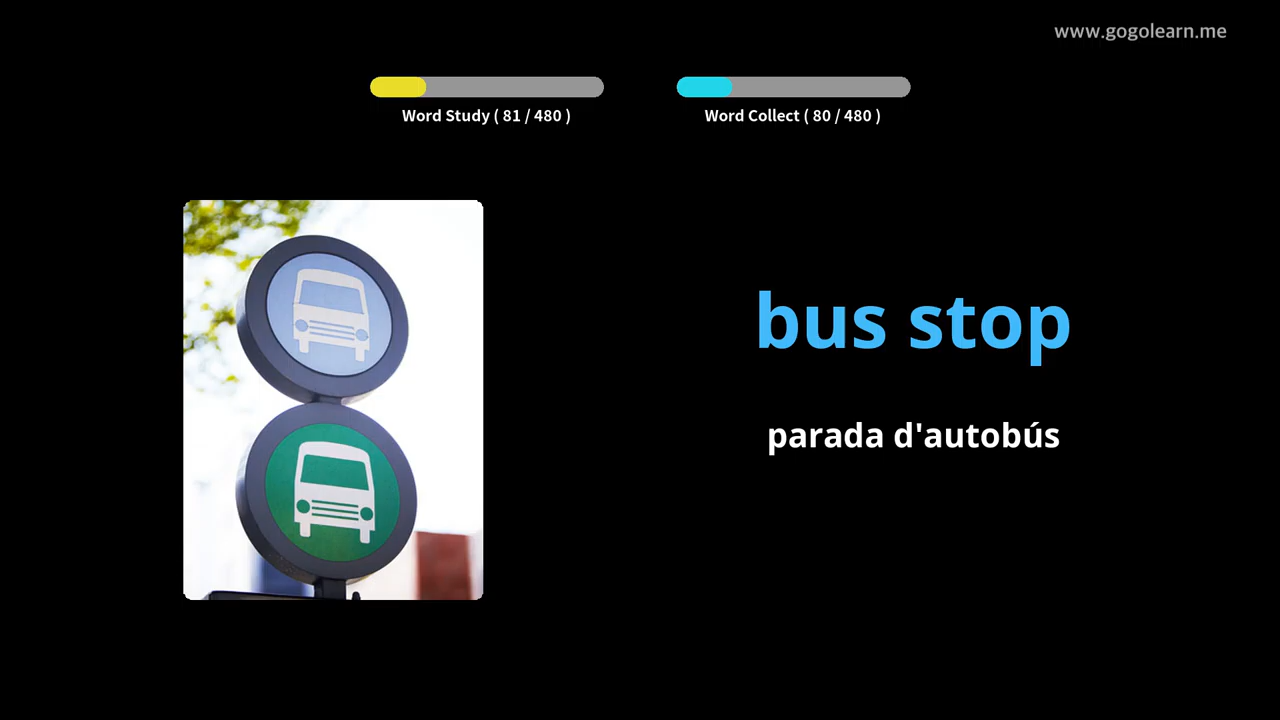 www.gogolearn.me
Word Study ( 81 / 480 )
Word Collect ( 80 / 480 )
bus stop
parada d'autobús